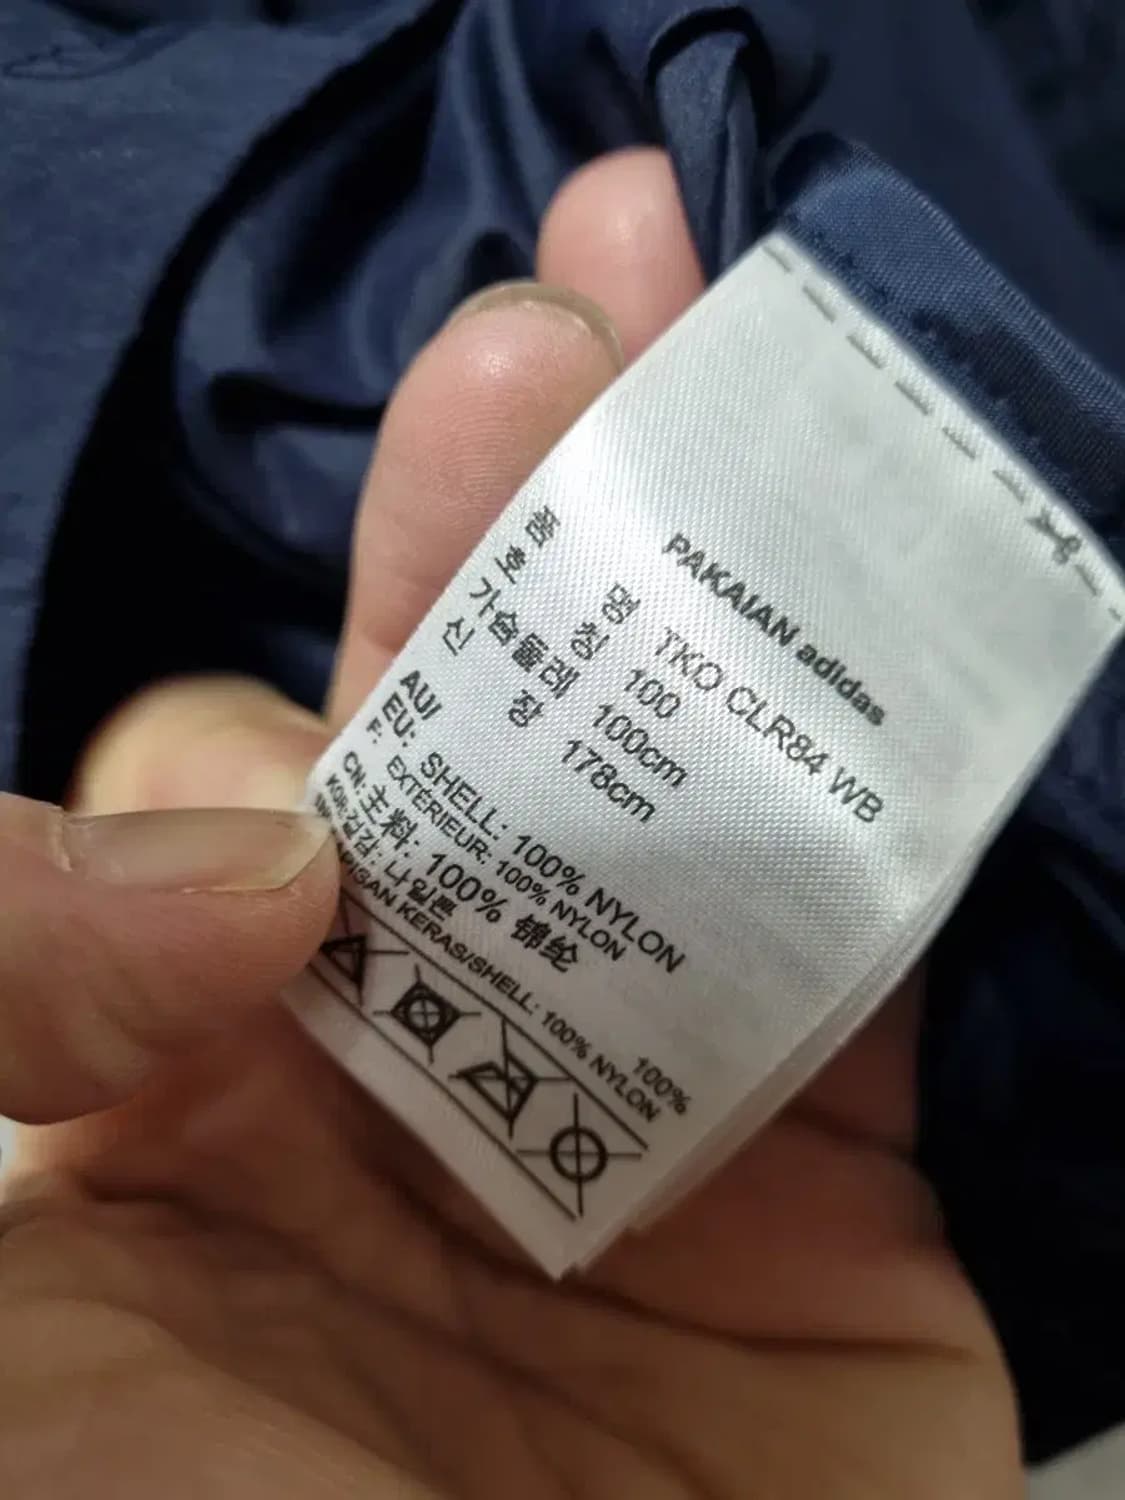 PAKAIAN adidas
품 명 TKO CLR84 WB
호 칭 100
가슴둘레 100cm
신 장 178cm
AU/
EU: SHELL: 100% NYLON
F: EXTÉRIEUR: 100% NYLON
CN:主料: 100% 锦纶
KOR:겉감: 나일론 100%
BAGIAN KERAS/SHELL: 100% NYLON